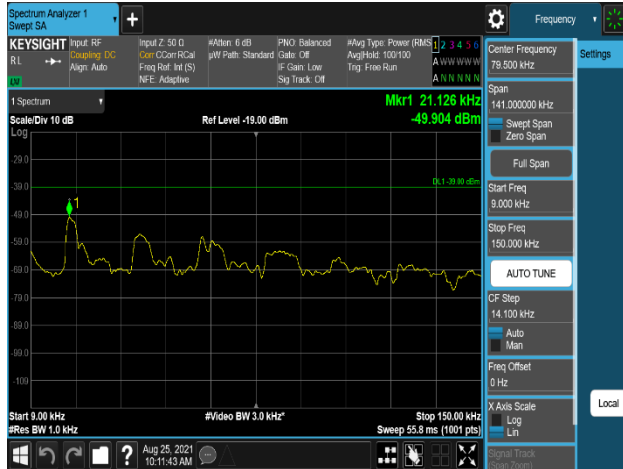 Spectrum Analyzer 1
Swept SA
+
Frequency
Settings
KEYSIGHT
RL
Input: RF
Coupling: DC
Align: Auto
Input Z: 50 Ω
Corr CCorr RCal
Freq Ref: Int (S)
NFE: Adaptive
#Atten: 6 dB
µW Path: Standard
PNO: Balanced
Gate: Off
IF Gain: Low
Sig Track: Off
#Avg Type: Power (RMS
Avg|Hold: 100/100
Trig: Free Run
1 2 3 4 5 6
A W W W W W
A N N N N N
1 Spectrum
Scale/Div 10 dB
Ref Level -19.00 dBm
Mkr1 21.126 kHz
-49.904 dBm
Log
-29.0
-39.0
DL1 -39.00 dBm
1
-49.0
-59.0
-69.0
-79.0
-89.0
-99.0
-109
Start 9.00 kHz
#Res BW 1.0 kHz
#Video BW 3.0 kHz*
Stop 150.00 kHz
Sweep 55.8 ms (1001 pts)
Center Frequency
79.500 kHz
Span
141.000000 kHz
Swept Span
Zero Span
Full Span
Start Freq
9.000 kHz
Stop Freq
150.000 kHz
AUTO TUNE
CF Step
14.100 kHz
Auto
Man
Freq Offset
0 Hz
X Axis Scale
Log
Lin
Local
Signal Track
(Span Zoom)
?
Aug 25, 2021
10:11:43 AM